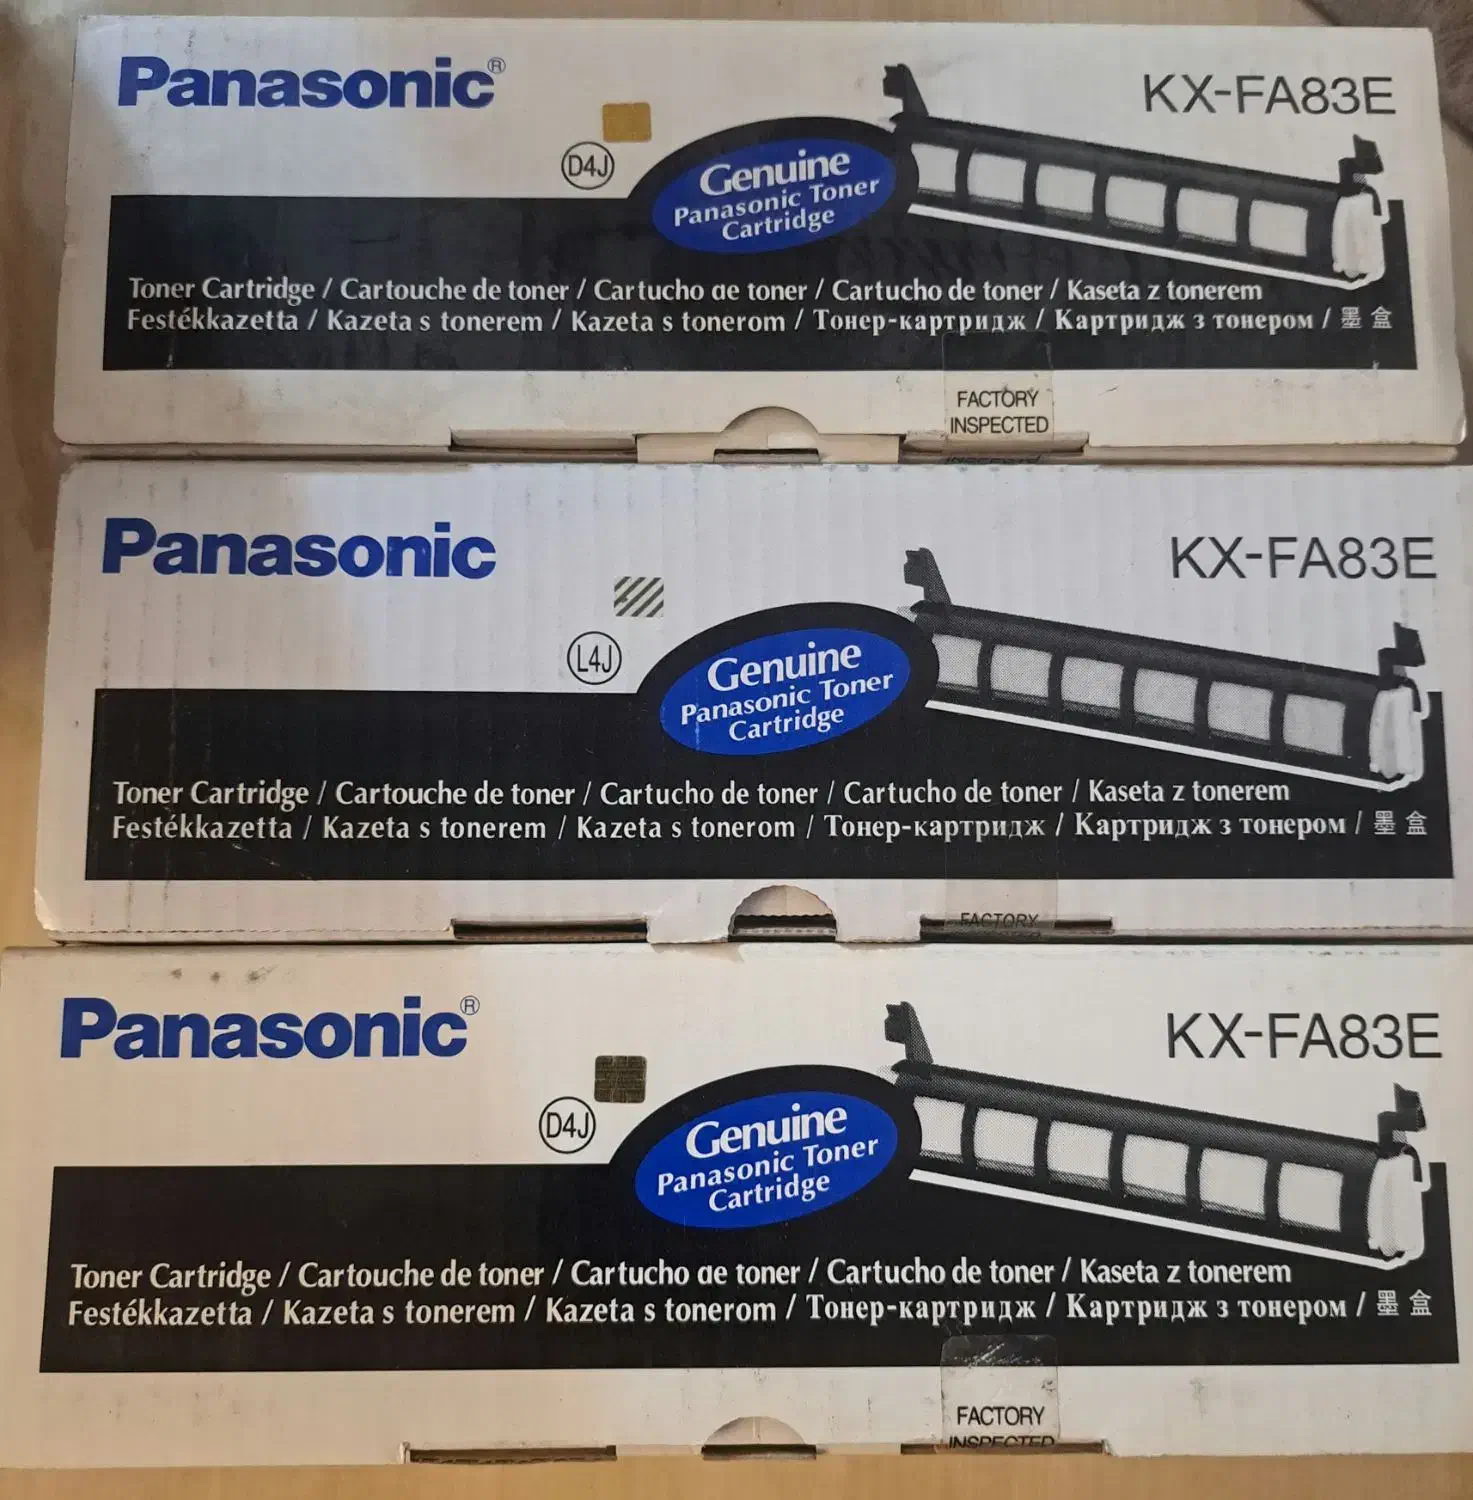 Panasonic®
KX-FA83E
D4J
Genuine
Panasonic Toner
Cartridge
Toner Cartridge / Cartouche de toner / Cartucho ɑe toner / Cartucho de toner / Kaseta z tonerem
Festékkazetta / Kazeta s tonerem / Kazeta s tonerom / Тонер-картридж / Картридж з тонером / 墨 盒
FACTORY
INSPECTED
INSPECTED
Panasonic
KX-FA83E
L4J
Genuine
Panasonic Toner
Cartridge
Toner Cartridge / Cartouche de toner / Cartucho de toner / Cartucho de toner / Kaseta z tonerem
Festékkazetta / Kazeta s tonerem / Kazeta s tonerom / Тонер-картридж / Картридж з тонером / 墨 盒
FACTORY
Panasonic®
KX-FA83E
D4J
Genuine
Panasonic Toner
Cartridge
Toner Cartridge / Cartouche de toner / Cartucho ɑe toner / Cartucho de toner / Kaseta z tonerem
Festékkazetta / Kazeta s tonerem / Kazeta s tonerom / Тонер-картридж / Картридж з тонером / 墨 盒
FACTORY
INSPECTED